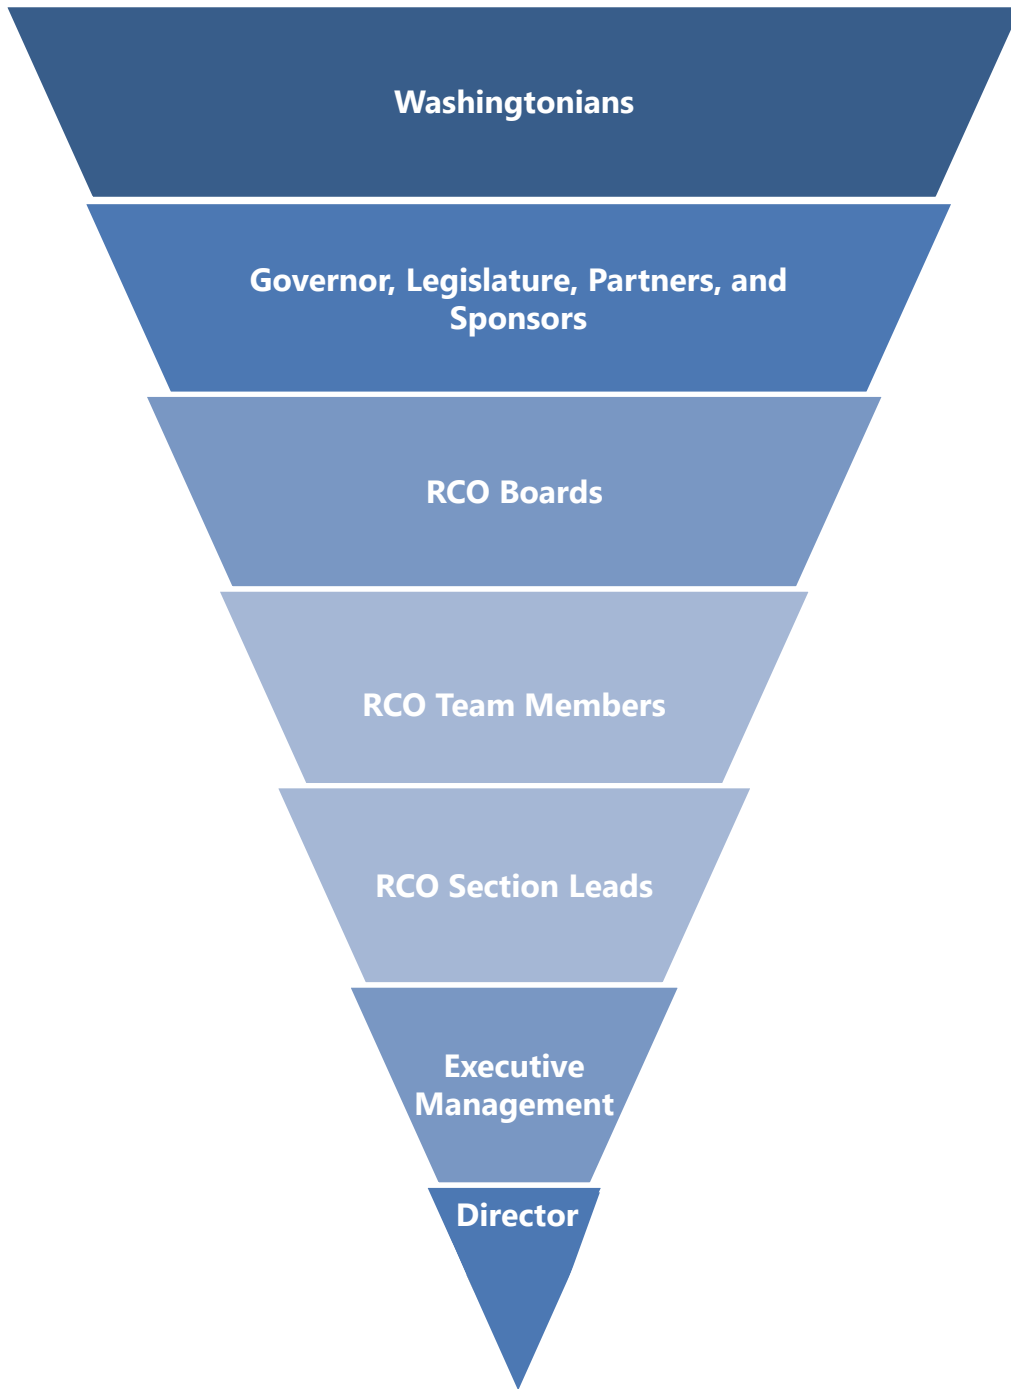 Washingtonians
Governor, Legislature, Partners, and
Sponsors
RCO Boards
RCO Team Members
RCO Section Leads
Executive
Management
Director